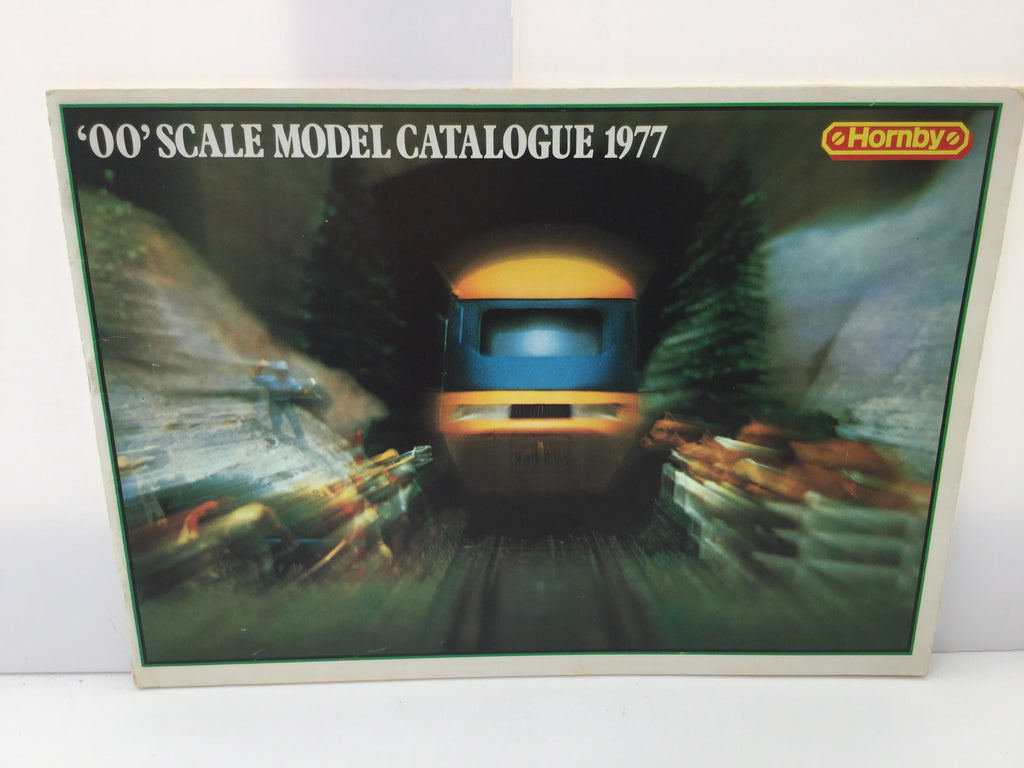 ‘OO’ SCALE MODEL CATALOGUE 1977
Hornby